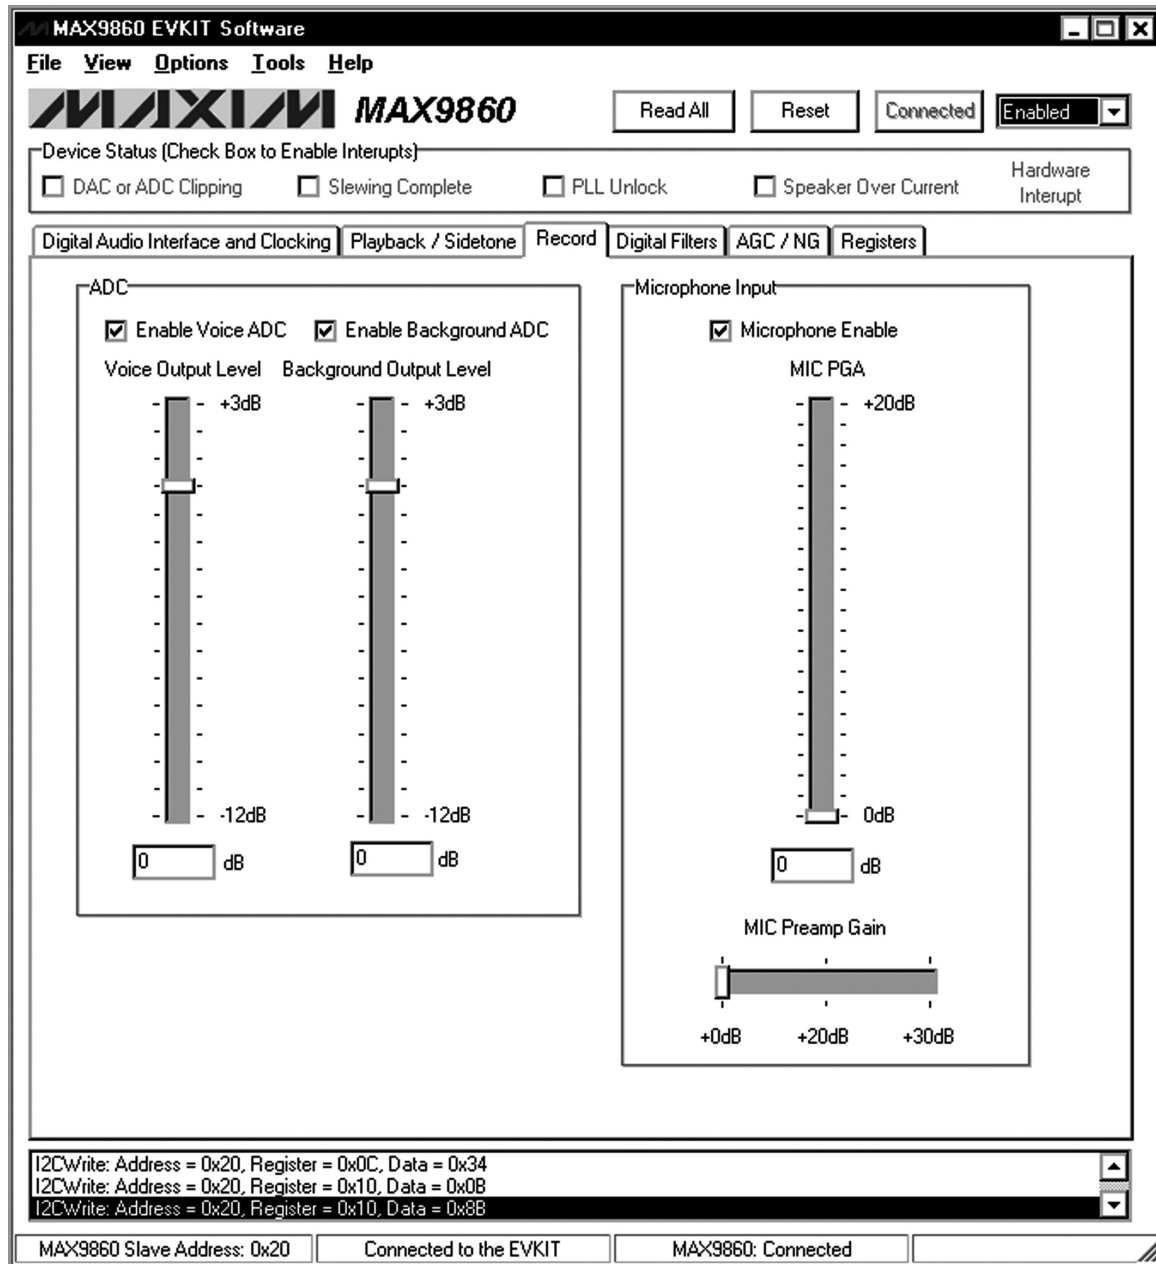 MAX9860 EVKIT Software
File View Options Tools Help
MAXIM MAX9860 Read All Reset Connected Enabled
Device Status (Check Box to Enable Interupts)
DAC or ADC Clipping Slewing Complete PLL Unlock Speaker Over Current Hardware Interupt
Digital Audio Interface and Clocking Playback / Sidetone Record Digital Filters AGC / NG Registers
ADC
Enable Voice ADC Enable Background ADC
Voice Output Level Background Output Level
+3dB +3dB
-12dB -12dB
0 dB 0 dB
Microphone Input
Microphone Enable
MIC PGA
+20dB
0dB
0 dB
MIC Preamp Gain
+0dB +20dB +30dB
I2CWrite: Address = 0x20, Register = 0x0C, Data = 0x34
I2CWrite: Address = 0x20, Register = 0x10, Data = 0x0B
I2CWrite: Address = 0x20, Register = 0x10, Data = 0x8B
MAX9860 Slave Address: 0x20 Connected to the EVKIT MAX9860: Connected